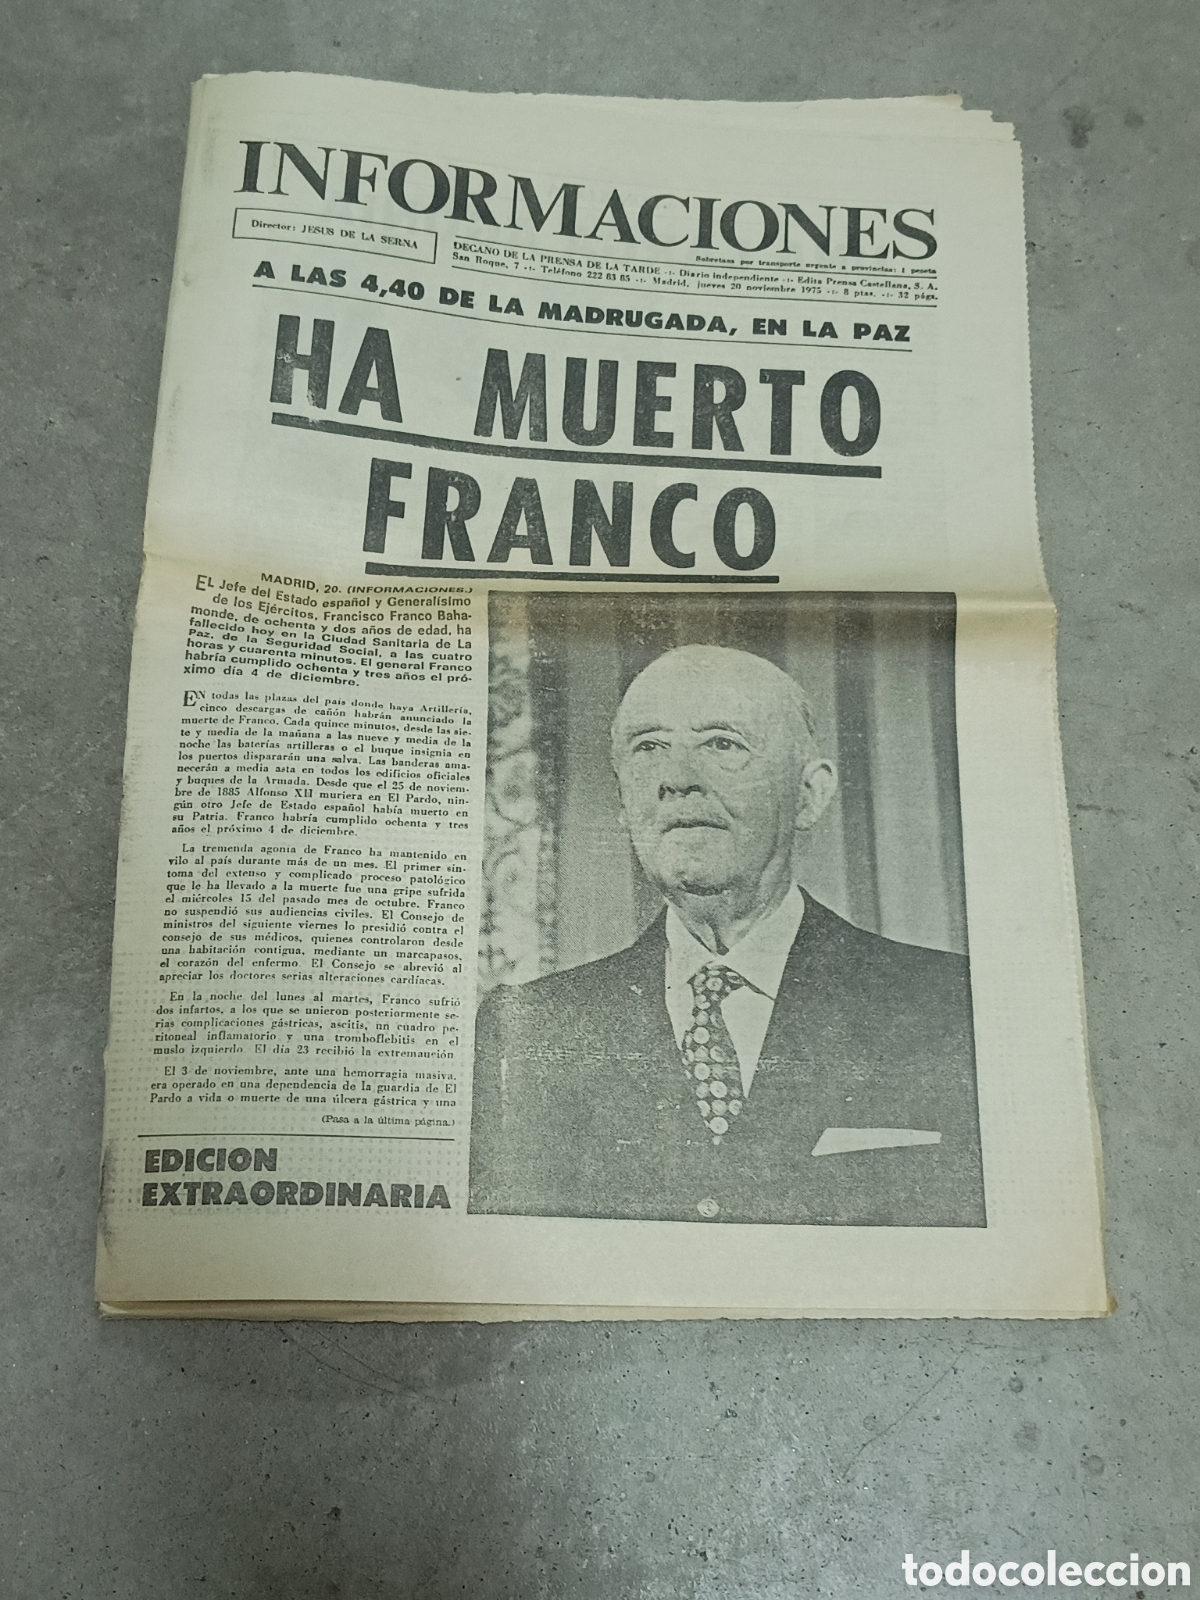 INFORMACIONES
Director: JESUS DE LA SERNA
Sobretasa por transporte urgente a provincias: 1 peseta
DECANO DE LA PRENSA DE LA TARDE -:- Diario independiente -:- Edita Prensa Castellana, S. A.
San Roque, 7 -:- Teléfono 222 83 85 -:- Madrid, jueves 20 noviembre 1975 -:- 8 ptas. -:- 32 págs.
A LAS 4,40 DE LA MADRUGADA, EN LA PAZ
HA MUERTO
FRANCO
MADRID, 20. (INFORMACIONES.)
EL Jefe del Estado español y Generalísimo
de los Ejércitos, Francisco Franco Baha-
monde, de ochenta y dos años de edad, ha
fallecido hoy en la Ciudad Sanitaria de La
Paz, de la Seguridad Social, a las cuatro
horas y cuarenta minutos. El general Franco
habría cumplido ochenta y tres años el pró-
ximo día 4 de diciembre.
EN todas las plazas del país donde haya Artillería,
cinco descargas de cañón habrán anunciado la
muerte de Franco. Cada quince minutos, desde las sie-
te y media de la mañana a las nueve y media de la
noche las baterías artilleras o el buque insignia en
los puertos dispararán una salva. Las banderas ama-
necerán a media asta en todos los edificios oficiales
y buques de la Armada. Desde que el 25 de noviem-
bre de 1885 Alfonso XII muriera en El Pardo, nin-
gún otro Jefe de Estado español había muerto en
su Patria. Franco habría cumplido ochenta y tres
años el próximo 4 de diciembre.
La tremenda agonía de Franco ha mantenido en
vilo al país durante más de un mes. El primer sín-
toma del extenso y complicado proceso patológico
que le ha llevado a la muerte fue una gripe sufrida
el miércoles 15 del pasado mes de octubre. Franco
no suspendió sus audiencias civiles. El Consejo de
ministros del siguiente viernes lo presidió contra el
consejo de sus médicos, quienes controlaron desde
una habitación contigua, mediante un marcapasos,
el corazón del enfermo. El Consejo se abrevió al
apreciar los doctores serias alteraciones cardíacas.
En la noche del lunes al martes, Franco sufrió
dos infartos, a los que se unieron posteriormente se-
rias complicaciones gástricas, ascitis, un cuadro pe-
ritoneal inflamatorio y una tromboflebitis en el
muslo izquierdo. El día 23 recibió la extremaunción
El 3 de noviembre, ante una hemorragia masiva,
era operado en una dependencia de la guardia de El
Pardo a vida o muerte de una úlcera gástrica y una
(Pasa a la última página.)
EDICION
EXTRAORDINARIA
todocoleccion